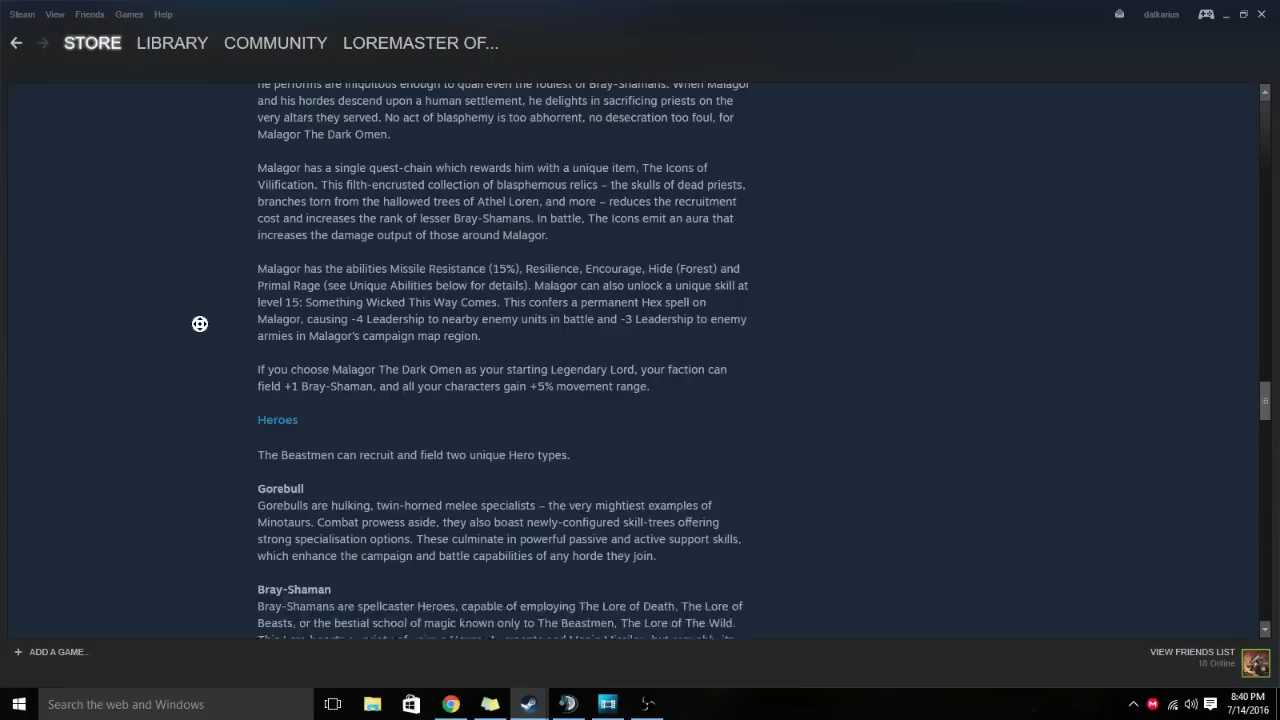 Steam View Friends Games Help
dalkarius
STORE LIBRARY COMMUNITY LOREMASTER OF...
he performs are iniquitous enough to quail even the foulest of Bray-Shamans. When Malagor
and his hordes descend upon a human settlement, he delights in sacrificing priests on the
very altars they served. No act of blasphemy is too abhorrent, no desecration too foul, for
Malagor The Dark Omen.
Malagor has a single quest-chain which rewards him with a unique item, The Icons of
Vilification. This filth-encrusted collection of blasphemous relics – the skulls of dead priests,
branches torn from the hallowed trees of Athel Loren, and more – reduces the recruitment
cost and increases the rank of lesser Bray-Shamans. In battle, The Icons emit an aura that
increases the damage output of those around Malagor.
Malagor has the abilities Missile Resistance (15%), Resilience, Encourage, Hide (Forest) and
Primal Rage (see Unique Abilities below for details). Malagor can also unlock a unique skill at
level 15: Something Wicked This Way Comes. This confers a permanent Hex spell on
Malagor, causing -4 Leadership to nearby enemy units in battle and -3 Leadership to enemy
armies in Malagor's campaign map region.
If you choose Malagor The Dark Omen as your starting Legendary Lord, your faction can
field +1 Bray-Shaman, and all your characters gain +5% movement range.
Heroes
The Beastmen can recruit and field two unique Hero types.
Gorebull
Gorebulls are hulking, twin-horned melee specialists – the very mightiest examples of
Minotaurs. Combat prowess aside, they also boast newly-configured skill-trees offering
strong specialisation options. These culminate in powerful passive and active support skills,
which enhance the campaign and battle capabilities of any horde they join.
Bray-Shaman
Bray-Shamans are spellcaster Heroes, capable of employing The Lore of Death, The Lore of
Beasts, or the bestial school of magic known only to The Beastmen, The Lore of The Wild.
+ ADD A GAME...
VIEW FRIENDS LIST
18 Online
Search the web and Windows
8:40 PM
7/14/2016